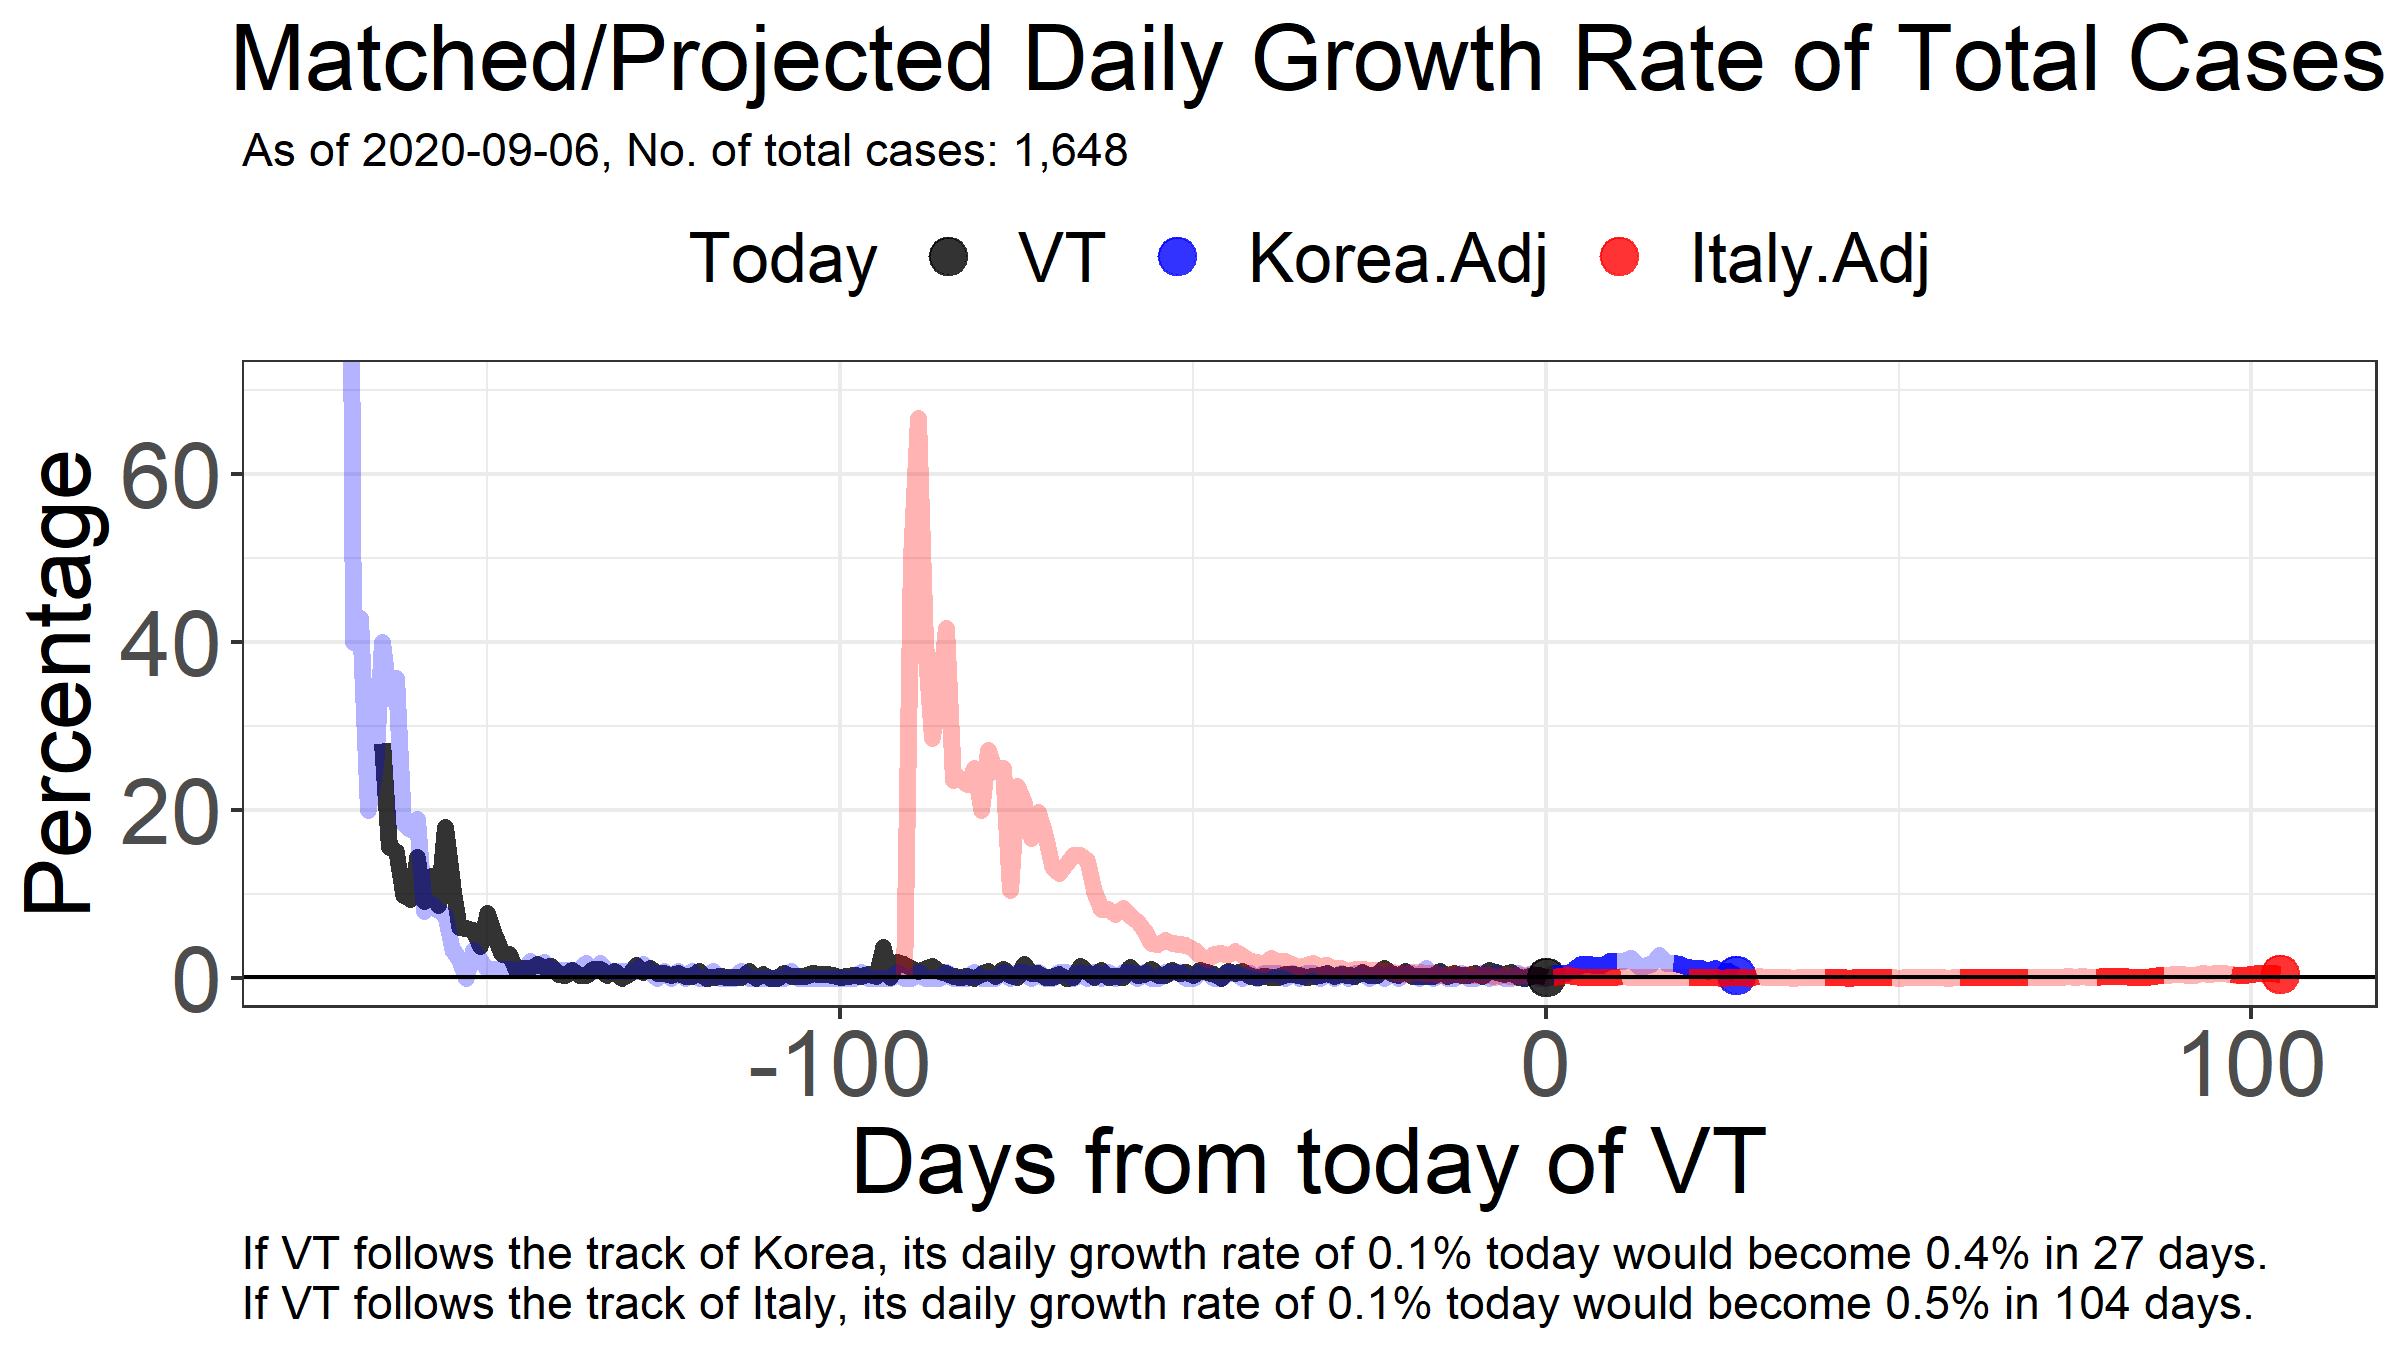 Matched/Projected Daily Growth Rate of Total Cases
As of 2020-09-06, No. of total cases: 1,648
Today VT Korea.Adj Italy.Adj
Percentage
60
40
20
0
-100 0 100
Days from today of VT
If VT follows the track of Korea, its daily growth rate of 0.1% today would become 0.4% in 27 days.
If VT follows the track of Italy, its daily growth rate of 0.1% today would become 0.5% in 104 days.